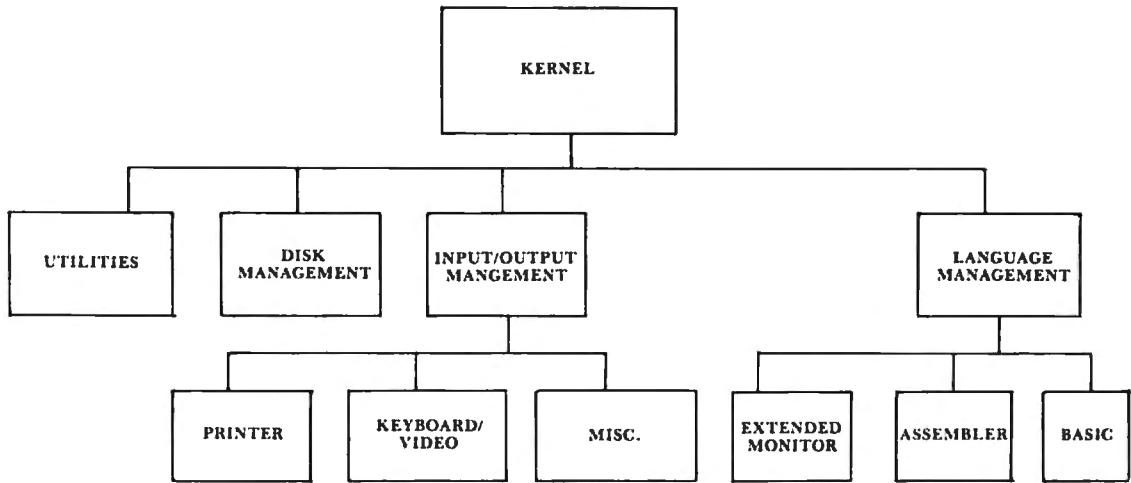 KERNEL
UTILITIES
DISK
MANAGEMENT
INPUT/OUTPUT
MANGEMENT
LANGUAGE
MANAGEMENT
PRINTER
KEYBOARD/
VIDEO
MISC.
EXTENDED
MONITOR
ASSEMBLER
BASIC